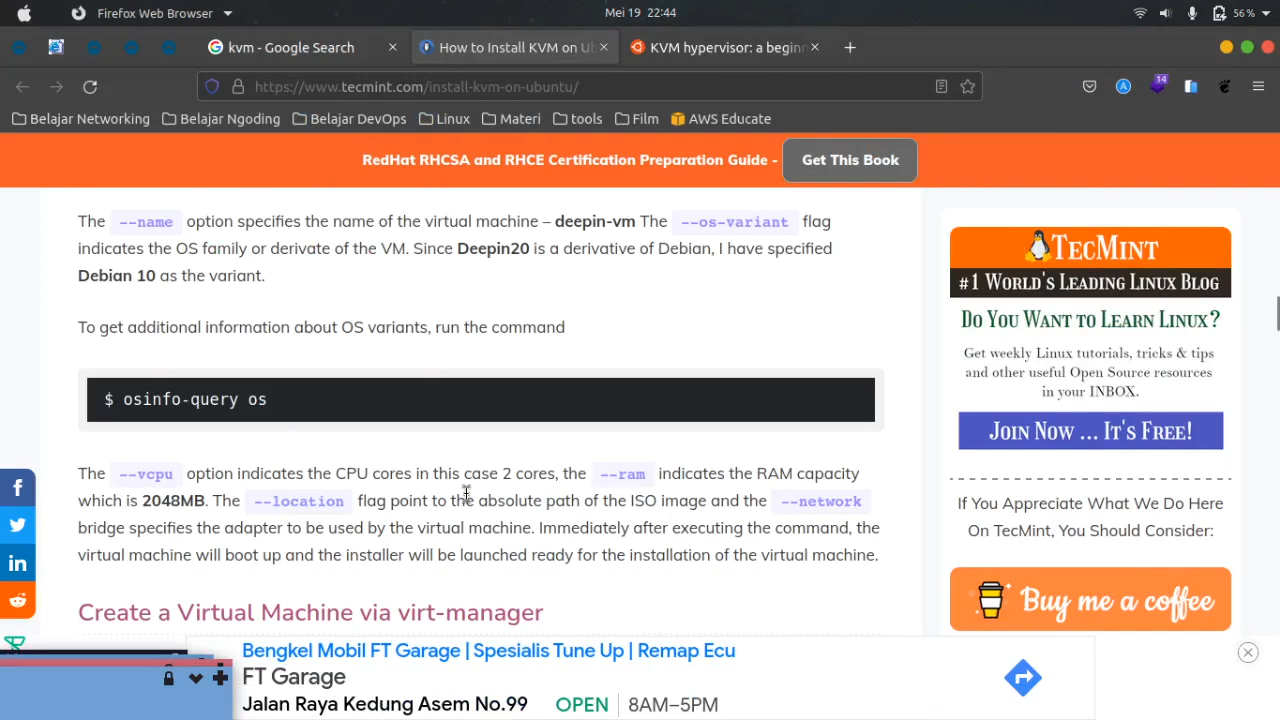 Firefox Web Browser
Mei 19 22:44
56 %
kvm - Google Search
How to Install KVM on Ub
KVM hypervisor: a beginn
https://www.tecmint.com/install-kvm-on-ubuntu/
14
Belajar Networking
Belajar Ngoding
Belajar DevOps
Linux
Materi
tools
Film
AWS Educate
RedHat RHCSA and RHCE Certification Preparation Guide -
Get This Book
The --name option specifies the name of the virtual machine – deepin-vm The --os-variant flag
indicates the OS family or derivate of the VM. Since Deepin20 is a derivative of Debian, I have specified
Debian 10 as the variant.
To get additional information about OS variants, run the command
$ osinfo-query os
The --vcpu option indicates the CPU cores in this case 2 cores, the --ram indicates the RAM capacity
which is 2048MB. The --location flag point to the absolute path of the ISO image and the --network
bridge specifies the adapter to be used by the virtual machine. Immediately after executing the command, the
virtual machine will boot up and the installer will be launched ready for the installation of the virtual machine.
Create a Virtual Machine via virt-manager
TECMINT
#1 WORLD'S LEADING LINUX BLOG
DO YOU WANT TO LEARN LINUX?
Get weekly Linux tutorials, tricks & tips
and other useful Open Source resources
in your INBOX.
JOIN NOW ... IT'S FREE!
If You Appreciate What We Do Here
On TecMint, You Should Consider:
Buy me a coffee
Bengkel Mobil FT Garage | Spesialis Tune Up | Remap Ecu
FT Garage
Jalan Raya Kedung Asem No.99
OPEN
8AM–5PM